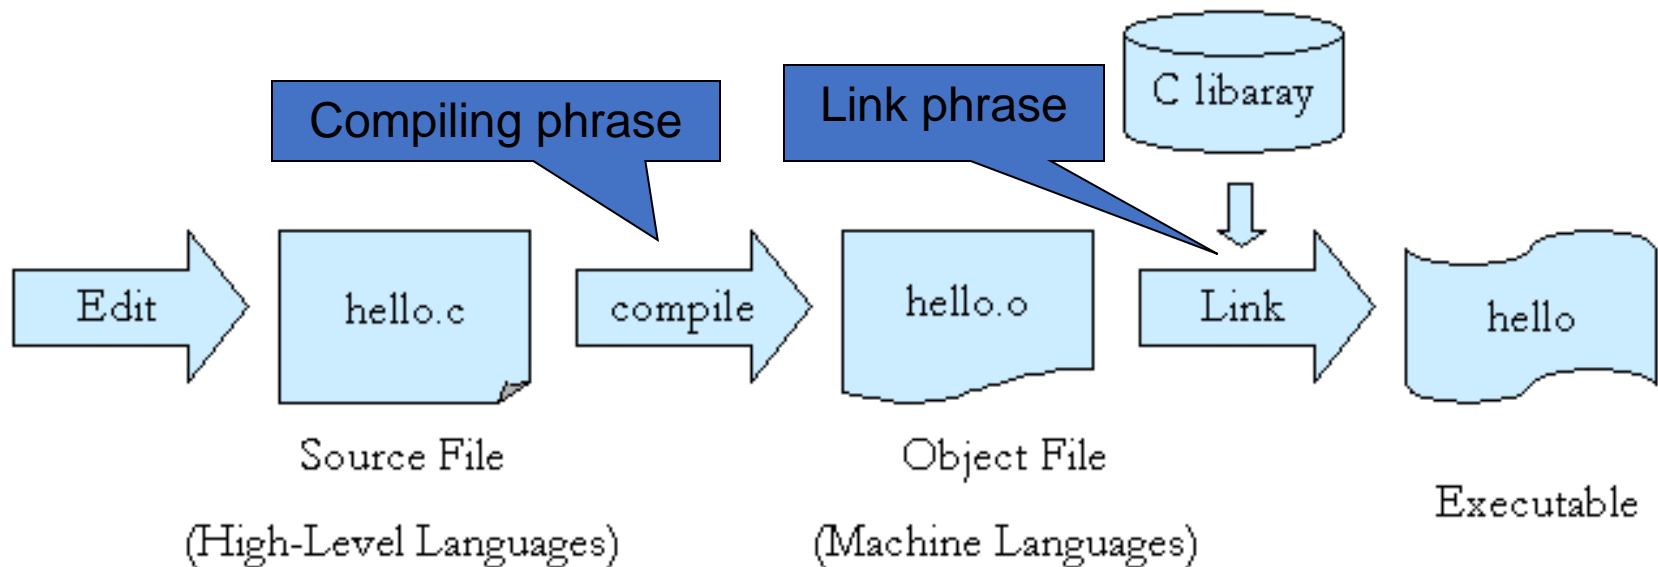 C libaray
Compiling phrase
Link phrase
Edit
hello.c
compile
hello.o
Link
hello
Source File
(High-Level Languages)
Object File
(Machine Languages)
Executable